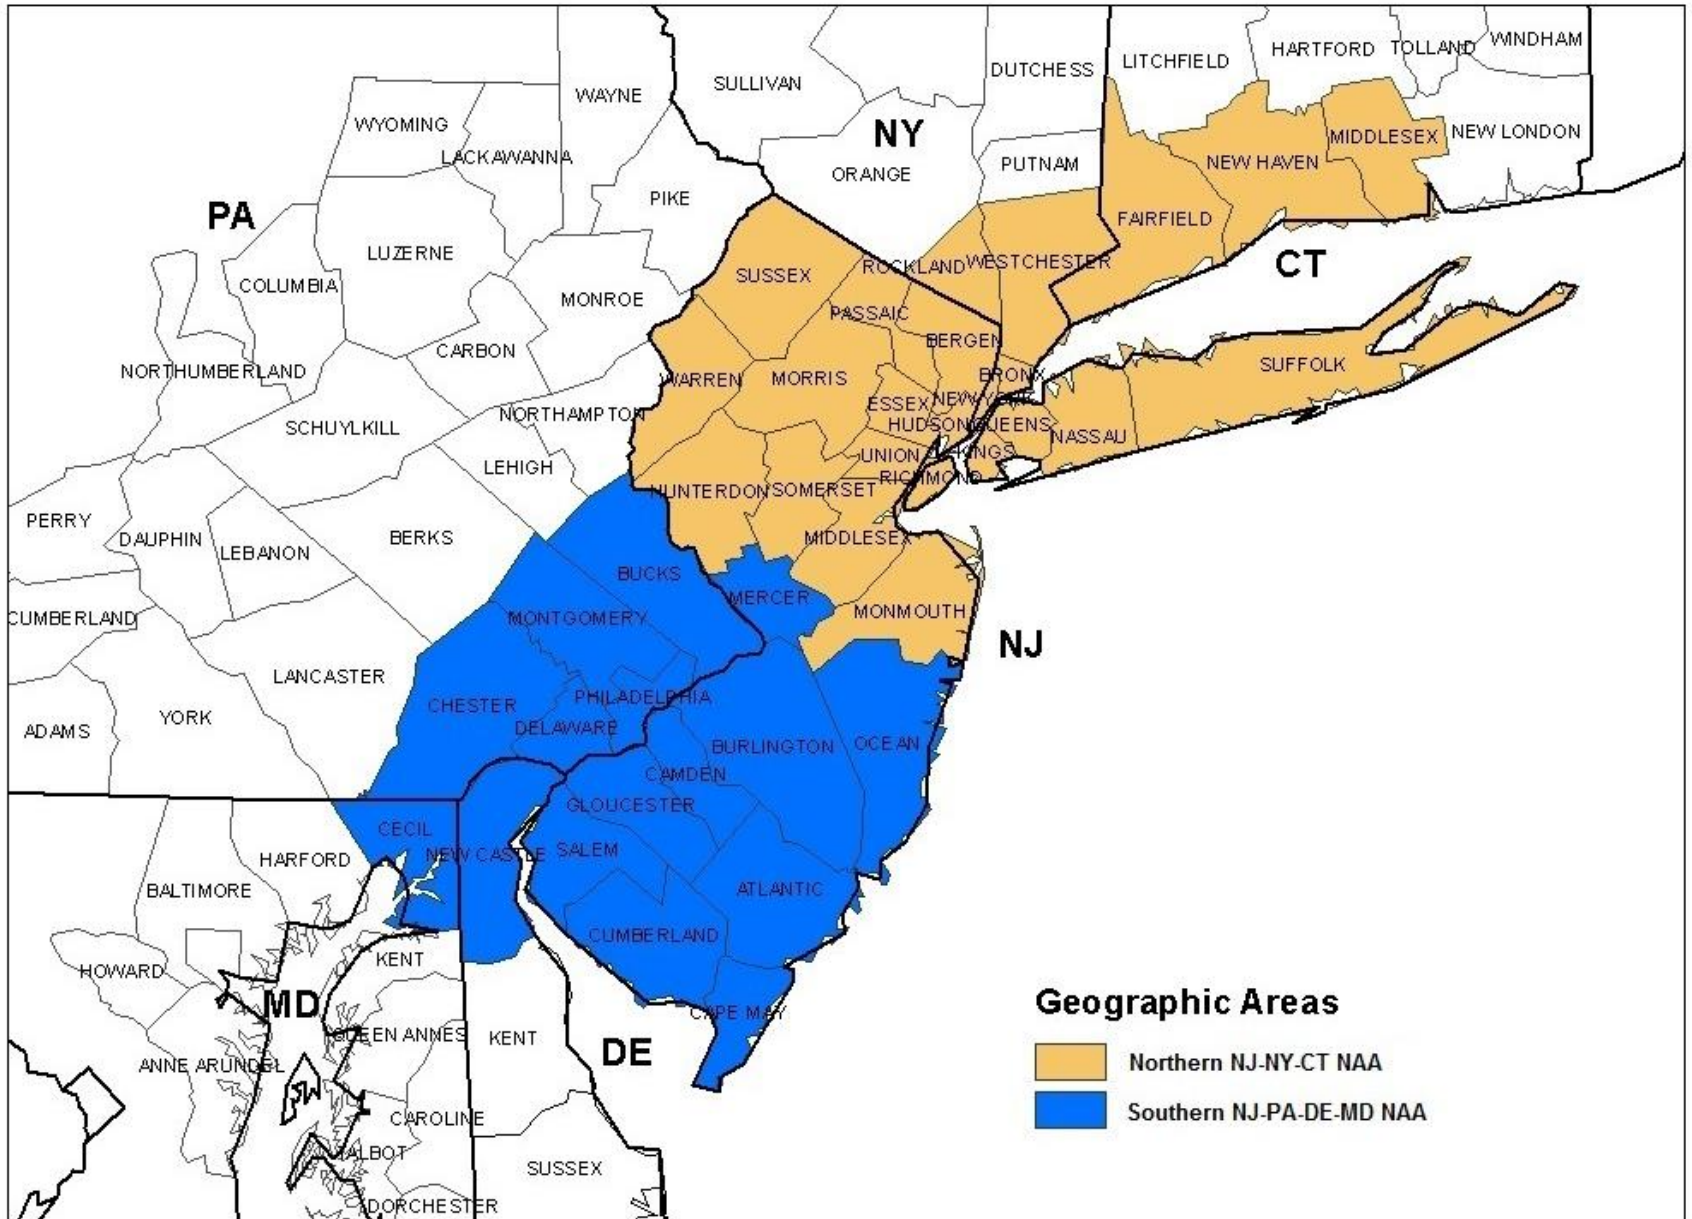 WINDHAM
HARTFORD
TOLLAND
LITCHFIELD
DUTCHESS
SULLIVAN
WAYNE
WYOMING
NY
NEW LONDON
MIDDLESEX
LACKAWANNA
NEW HAVEN
PUTNAM
ORANGE
PIKE
PA
FAIRFIELD
LUZERNE
ROCKLAND
WESTCHESTER
CT
SUSSEX
COLUMBIA
MONROE
PASSAIC
BERGEN
CARBON
SUFFOLK
NORTHUMBERLAND
WARREN
MORRIS
BRONX
ESSEX
NEW YORK
NORTHAMPTON
HUDSON
QUEENS
SCHUYLKILL
NASSAU
UNION
KINGS
LEHIGH
RICHMOND
HUNTERDON
SOMERSET
PERRY
DAUPHIN
LEBANON
BERKS
MIDDLESEX
BUCKS
MERCER
MONMOUTH
CUMBERLAND
MONTGOMERY
NJ
LANCASTER
PHILADELPHIA
CHESTER
YORK
DELAWARE
ADAMS
BURLINGTON
OCEAN
CAMDEN
GLOUCESTER
CECIL
NEW CASTLE
SALEM
HARFORD
BALTIMORE
ATLANTIC
CUMBERLAND
KENT
HOWARD
MD
CAPE MAY
QUEEN ANNES
KENT
DE
ANNE ARUNDEL
CAROLINE
TALBOT
SUSSEX
DORCHESTER
Geographic Areas
Northern NJ-NY-CT NAA
Southern NJ-PA-DE-MD NAA